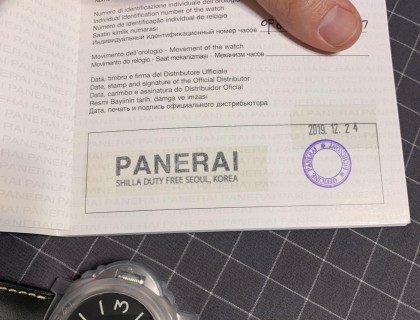 Numero di identificazione individuale dell'orologio
Individual identification number of the watch
Número de identificação individual do relógio
Saatin kimlik numarası
Индивидуальный идентификационный номер часов
Movimento dell'orologio - Movement of the watch
Movimento do relógio - Saat mekanizması - Механизм часов
Data, timbro e firma del Distributore Ufficiale
Date, stamp and signature of the Official Distributor
Data, carimbo e assinatura do Distribuidor Oficial
Resmi Bayiinin tarih, damga ve imzası
Дата, печать и подпись официального дистрибьютора
2019. 12. 24
PANERAI
SHILLA DUTY FREE SEOUL, KOREA
OFFICINE PANERAI